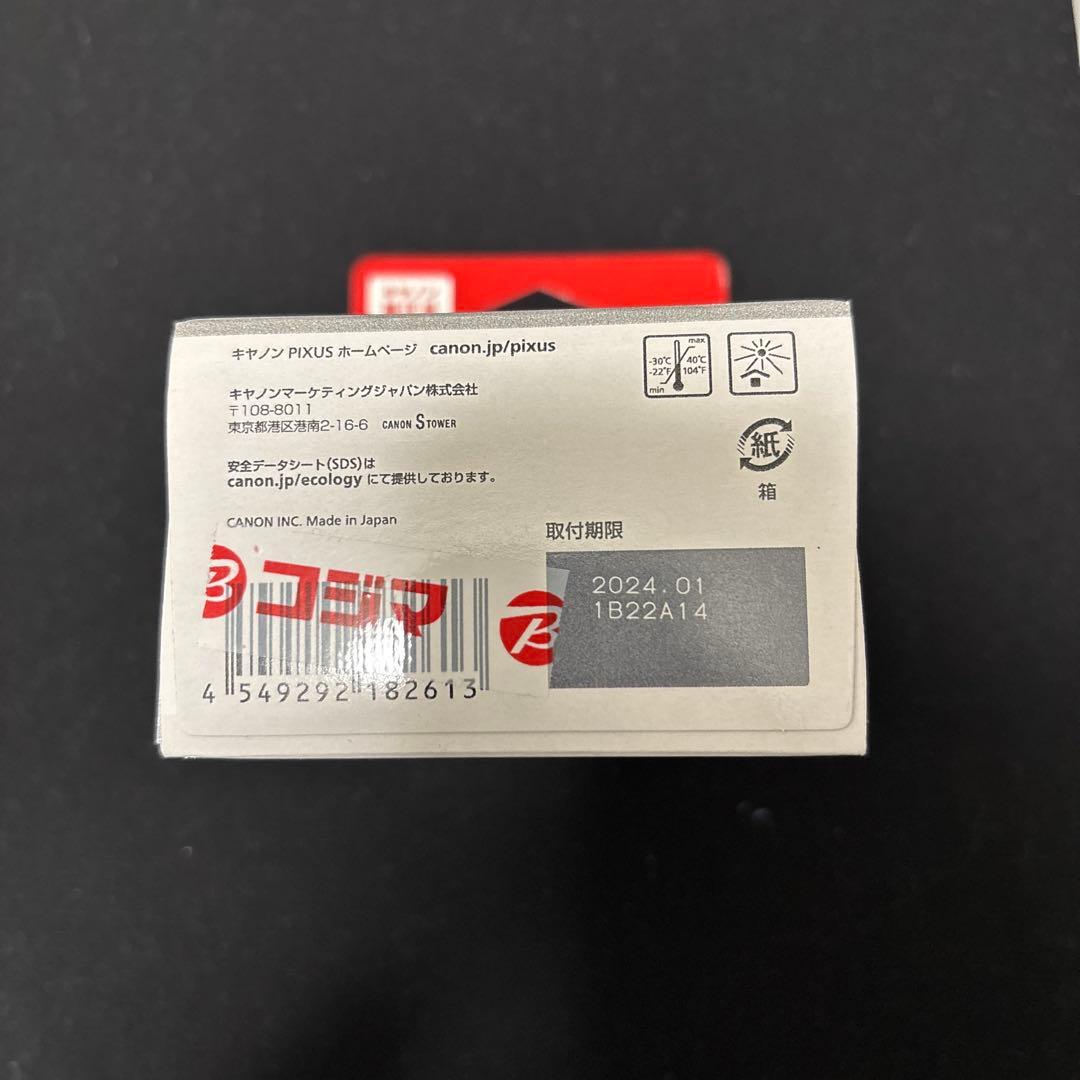 キヤノン PIXUS ホームページ canon.jp/pixus
キヤノンマーケティングジャパン株式会社
〒108-8011
東京都港区港南2-16-6 CANON S TOWER
安全データシート(SDS)は
canon.jp/ecology にて提供しております。
CANON INC. Made in Japan
max
-30℃ 40℃
-22°F 104°F
min
紙
箱
取付期限
2024.01
1B22A14
B コジマ B
4 549292 182613